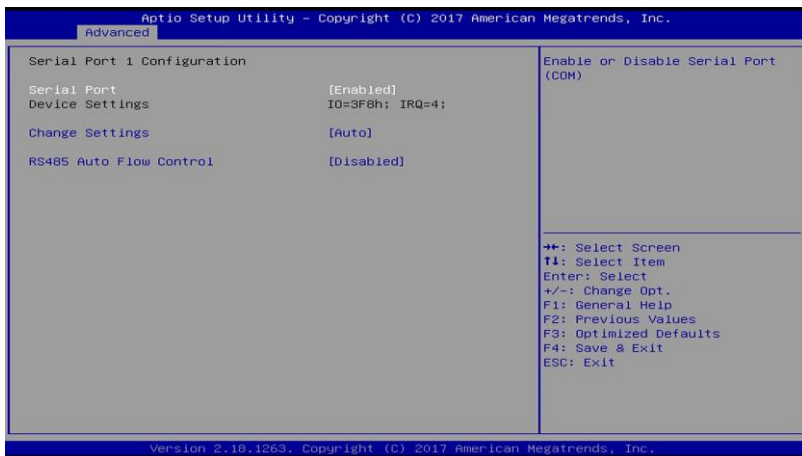 Aptio Setup Utility – Copyright (C) 2017 American Megatrends, Inc.
Advanced
Serial Port 1 Configuration
Serial Port [Enabled]
Device Settings IO=3F8h; IRQ=4;
Change Settings [Auto]
RS485 Auto Flow Control [Disabled]
Enable or Disable Serial Port
(COM)
→←: Select Screen
↑↓: Select Item
Enter: Select
+/-: Change Opt.
F1: General Help
F2: Previous Values
F3: Optimized Defaults
F4: Save & Exit
ESC: Exit
Version 2.18.1263. Copyright (C) 2017 American Megatrends, Inc.